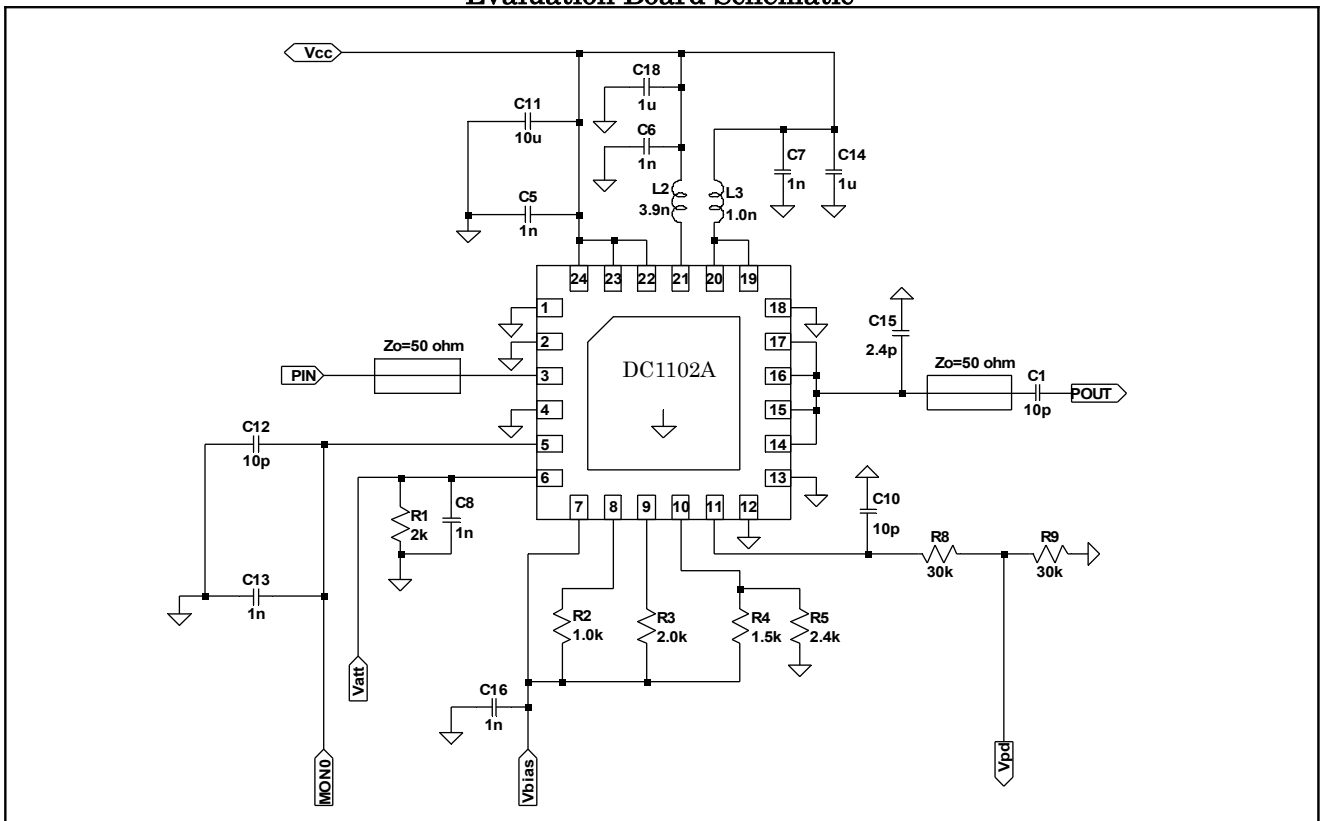 Evaluation Board Schematic
Vcc
C18
1u
C11
10u
C6
1n
C7
1n
C14
1u
L2
3.9n
L3
1.0n
C5
1n
24
23
22
21
20
19
1
2
3
4
5
6
18
17
16
15
14
13
7
8
9
10
11
12
DC1102A
Zo=50 ohm
PIN
C15
2.4p
Zo=50 ohm
C1
10p
POUT
C12
10p
R1
2k
C8
1n
C10
10p
R8
30k
R9
30k
C13
1n
R2
1.0k
R3
2.0k
R4
1.5k
R5
2.4k
Vatt
C16
1n
MON0
Vbias
Vpd